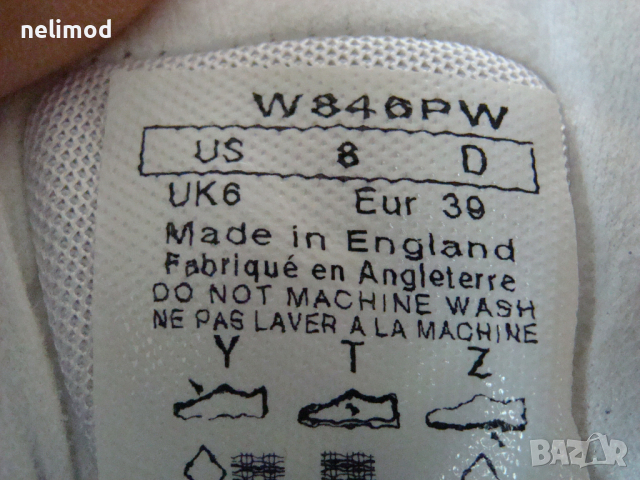 nelimod
W846PW
US 8 D
UK6 Eur 39
Made in England
Fabriqué en Angleterre
DO NOT MACHINE WASH
NE PAS LAVER A LA MACHINE
Y T Z
BAZAR